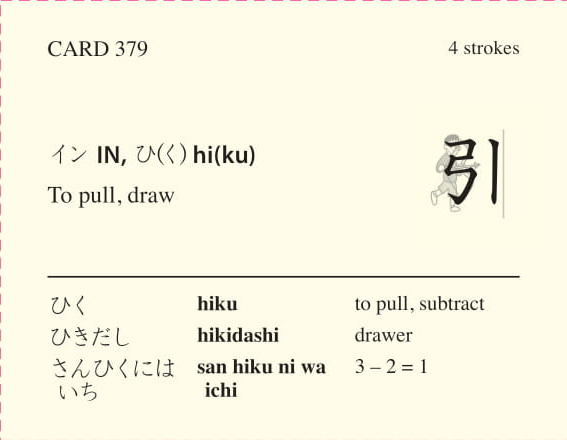 CARD 379 4 strokes
イン IN, ひ(く) hi(ku)
To pull, draw
引
ひく hiku to pull, subtract
ひきだし hikidashi drawer
さんひくには san hiku ni wa 3 – 2 = 1
いち ichi